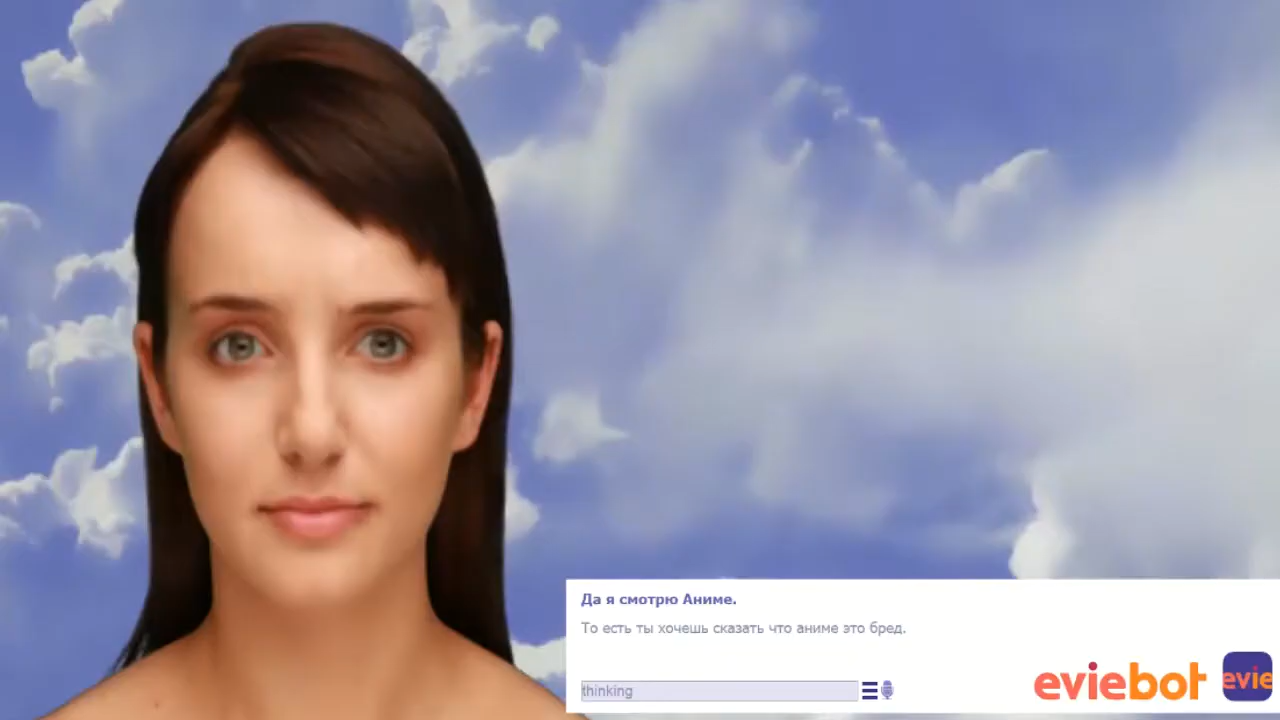 Да я смотрю Аниме.
То есть ты хочешь сказать что аниме это бред.
thinking
eviebot
evie